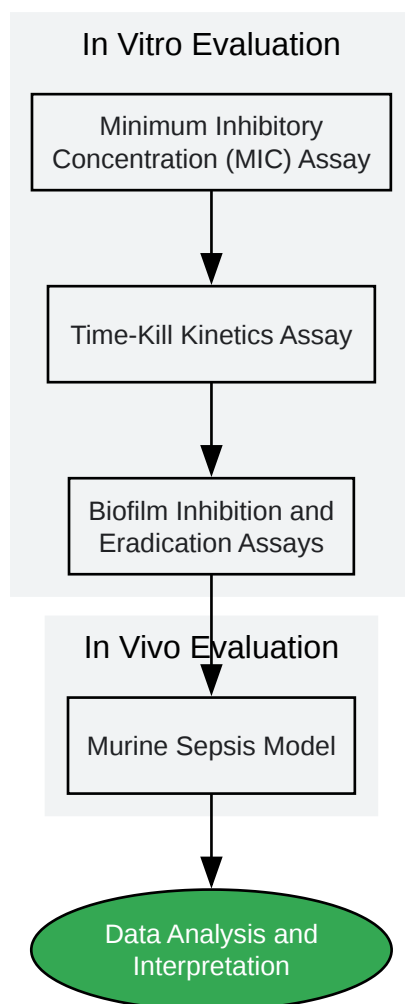 In Vitro Evaluation
Minimum Inhibitory
Concentration (MIC) Assay
Time-Kill Kinetics Assay
Biofilm Inhibition and
Eradication Assays
In Vivo Evaluation
Murine Sepsis Model
Data Analysis and
Interpretation